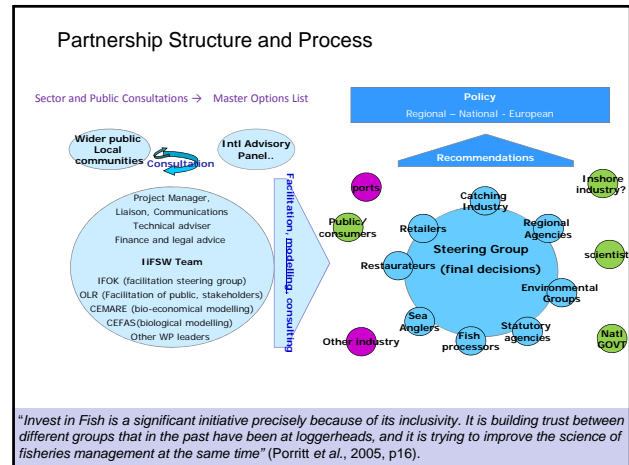 Partnership Structure and Process
Sector and Public Consultations → Master Options List
Wider public
Local
communities
Consultation
Intl Advisory
Panel..
Project Manager,
Liaison, Communications
Technical adviser
Finance and legal advice
IiFSW Team
IFOK (facilitation steering group)
OLR (Facilitation of public, stakeholders)
CEMARE (bio-economical modelling)
CEFAS(biological modelling)
Other WP leaders
Facilitation, modelling, consulting
Policy
Regional – National - European
Recommendations
ports
Public/
consumers
Other industry
Inshore
industry?
scientist
Natl
GOVT
Catching
Industry
Retailers
Regional
Agencies
Restaurateurs
Steering Group
(final decisions)
Environmental
Groups
Sea
Anglers
Fish
processors
Statutory
agencies
“Invest in Fish is a significant initiative precisely because of its inclusivity. It is building trust between
different groups that in the past have been at loggerheads, and it is trying to improve the science of
fisheries management at the same time” (Porritt et al., 2005, p16).